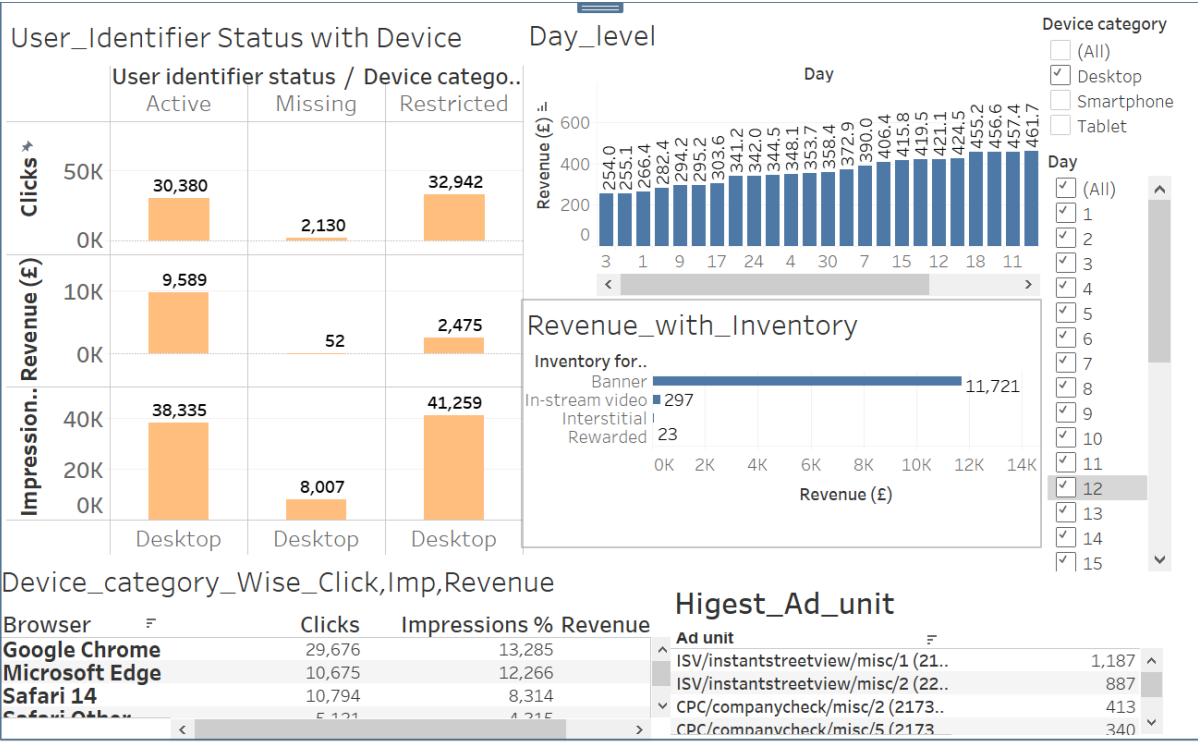 User_Identifier Status with Device
User identifier status / Device catego..
Active Missing Restricted
Clicks
50K
0K
30,380 2,130 32,942
Revenue (£)
10K
0K
9,589 52 2,475
Impression..
40K
20K
0K
38,335 8,007 41,259
Desktop Desktop Desktop
Day_level
Day
Revenue (£)
600
400
200
0
254.0 255.1 266.4 282.4 294.2 295.2 303.6 341.2 342.0 344.5 348.1 353.7 358.4 372.9 390.0 406.4 415.8 419.5 421.1 424.5 455.2 456.6 457.4 461.7
3 1 9 17 24 4 30 7 15 12 18 11
Revenue_with_Inventory
Inventory for..
Banner 11,721
In-stream video 297
Interstitial
Rewarded 23
0K 2K 4K 6K 8K 10K 12K 14K
Revenue (£)
Device category
(All)
Desktop
Smartphone
Tablet
Day
(All)
1
2
3
4
5
6
7
8
9
10
11
12
13
14
15
Device_category_Wise_Click,Imp,Revenue
Browser Clicks Impressions % Revenue
Google Chrome 29,676 13,285
Microsoft Edge 10,675 12,266
Safari 14 10,794 8,314
Safari Other 5,121 4,215
Higest_Ad_unit
Ad unit
ISV/instantstreetview/misc/1 (21.. 1,187
ISV/instantstreetview/misc/2 (22.. 887
CPC/companycheck/misc/2 (2173.. 413
CPC/companycheck/misc/5 (2173 340